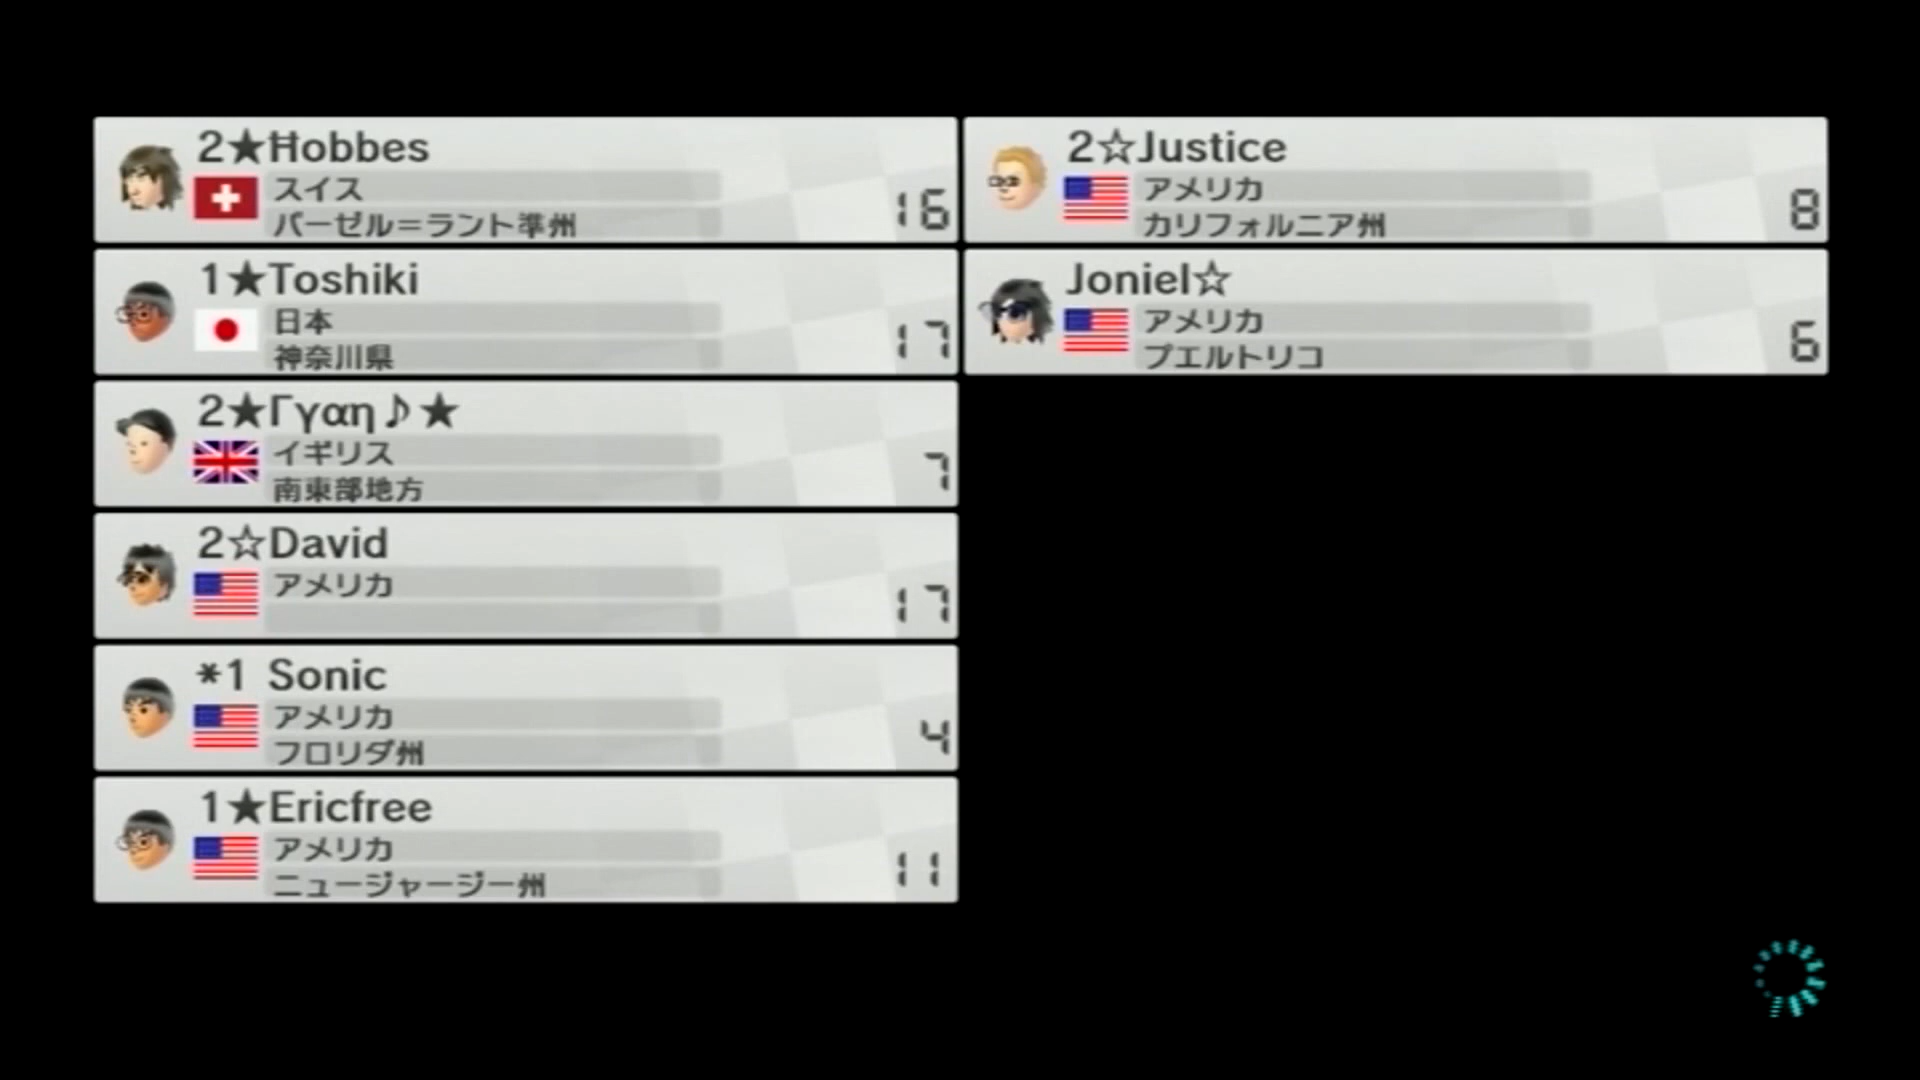 2★Ħobbes
スイス
バーゼル＝ラント準州
16
1★Toshiki
日本
神奈川県
17
2★Γγαη♪★
イギリス
南東部地方
7
2☆David
アメリカ
17
*1 Sonic
アメリカ
フロリダ州
4
1★Ericfree
アメリカ
ニュージャージー州
11
2☆Justice
アメリカ
カリフォルニア州
8
Joniel☆
アメリカ
プエルトリコ
6